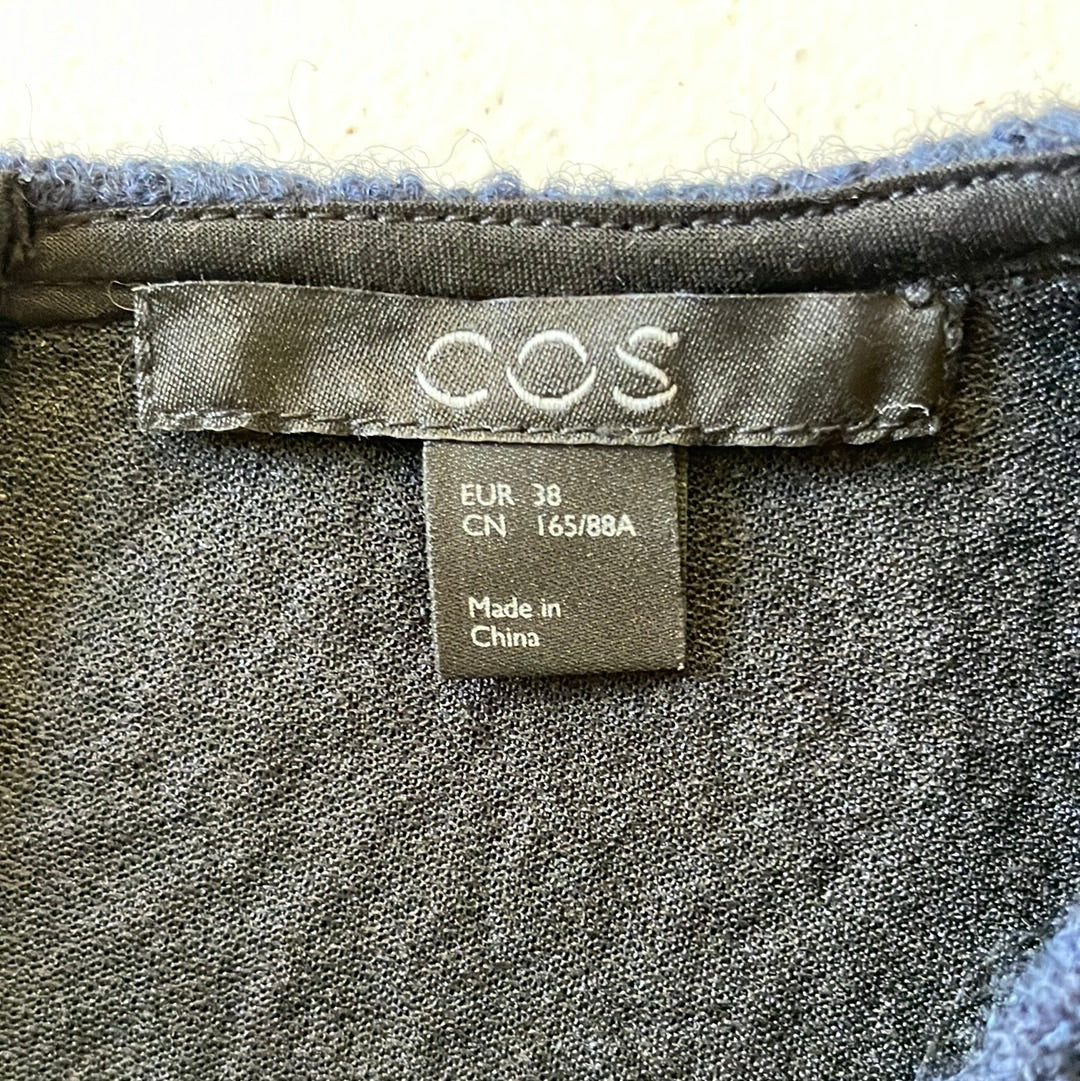 COS
EUR 38
CN 165/88A
Made in
China